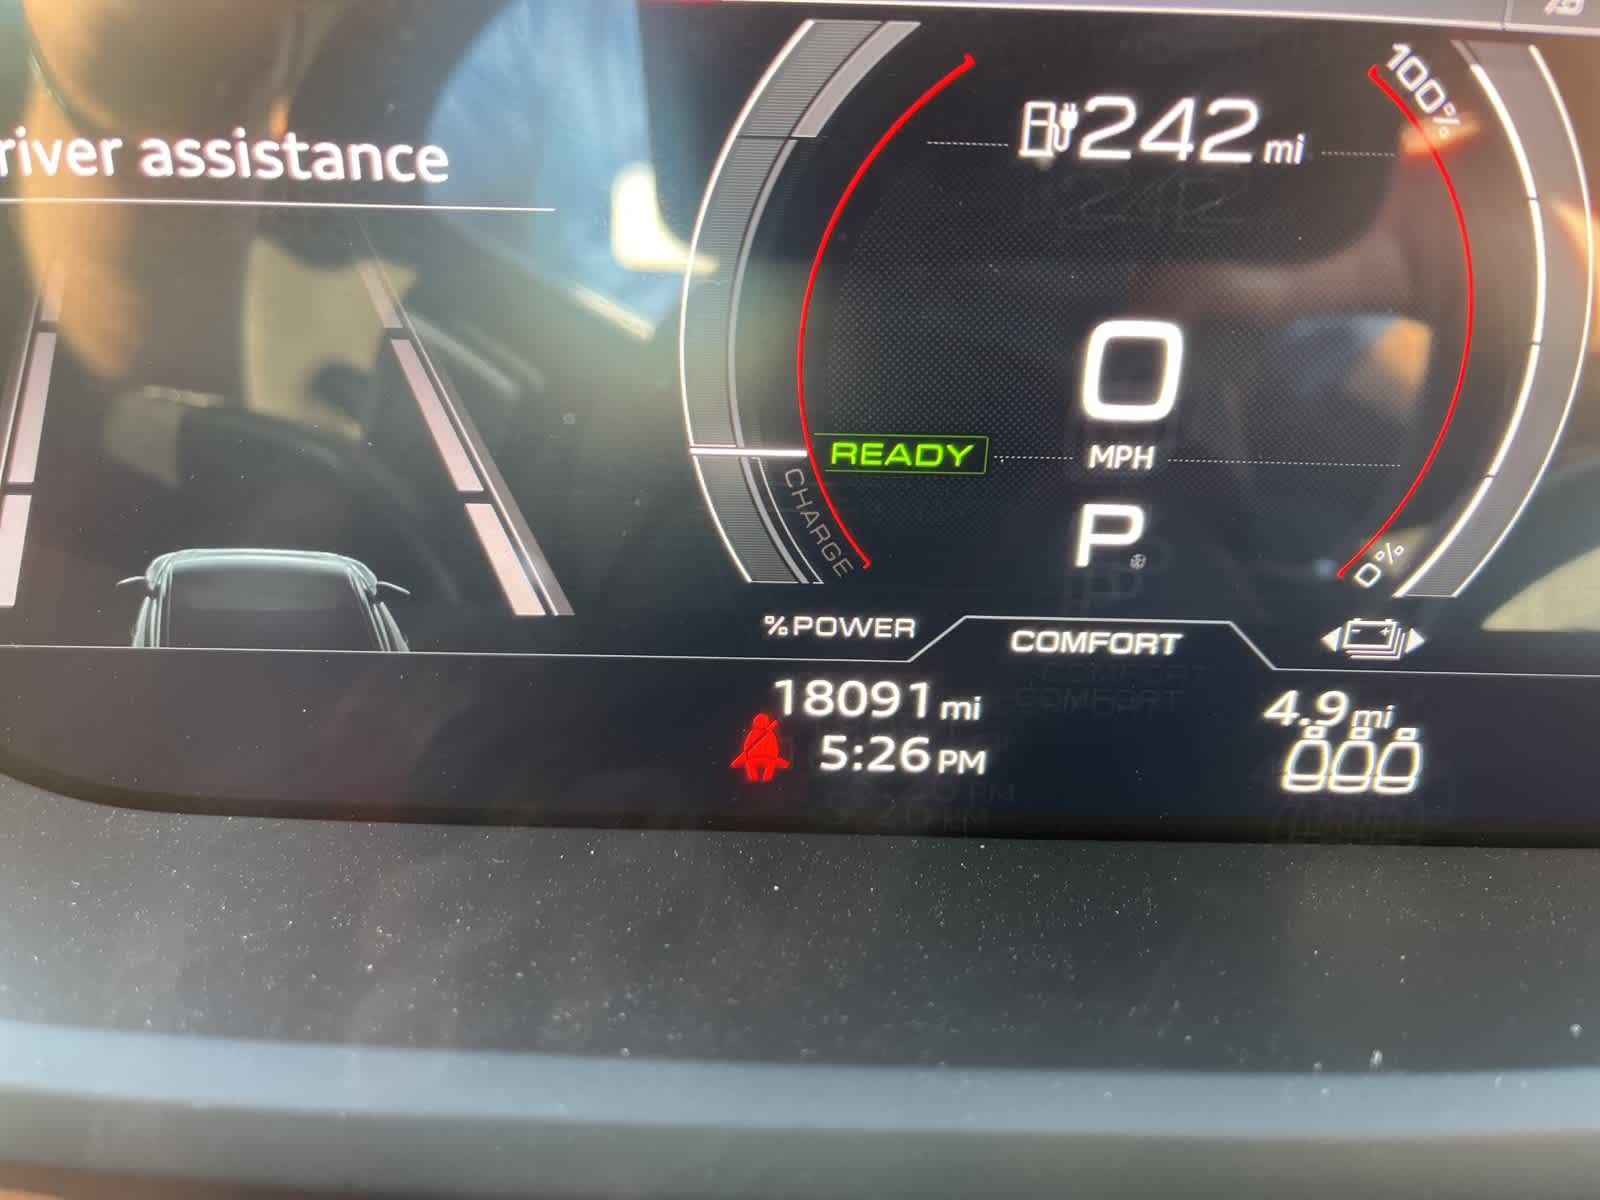 river assistance
242 mi
100%
0
MPH
READY
CHARGE
P
0%
%POWER
COMFORT
18091 mi
4.9 mi
5:26 PM